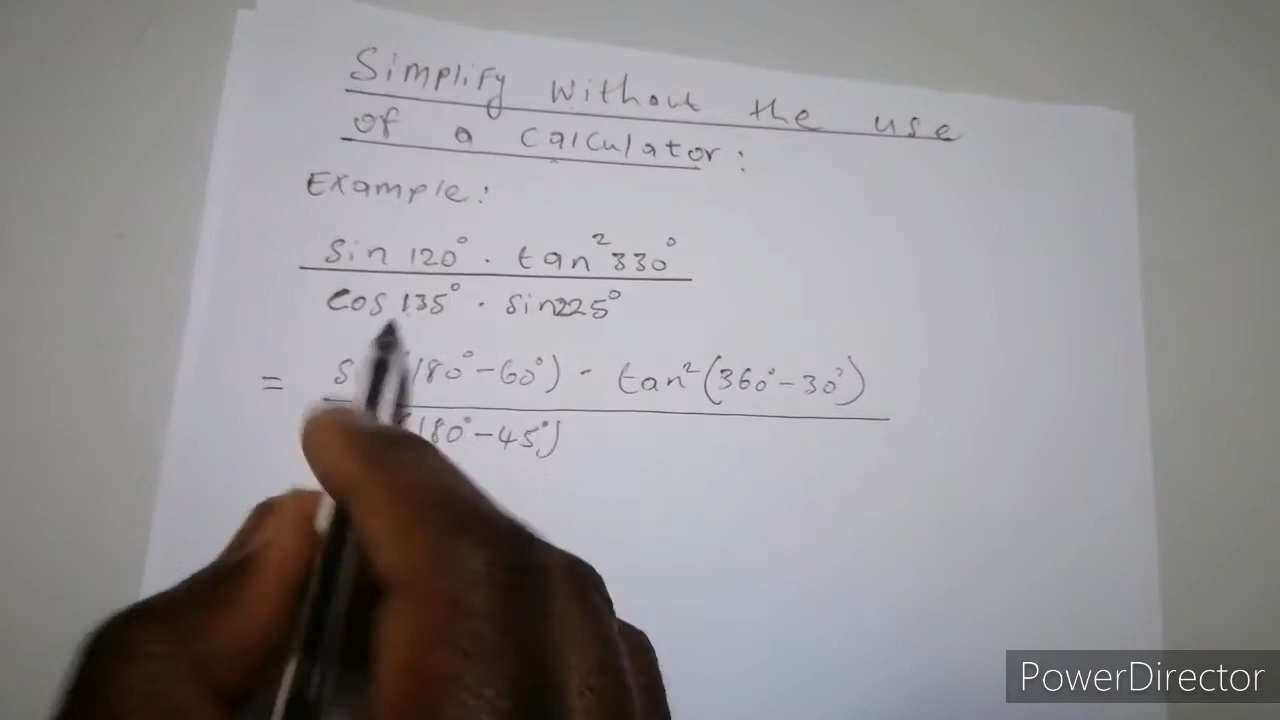 Simplify without the use
of a calculator:
Example:
sin 120° · tan² 330°
cos 135° · sin 225°
= s (180° - 60°) · tan² (360° - 30°)
(180° - 45°)
PowerDirector